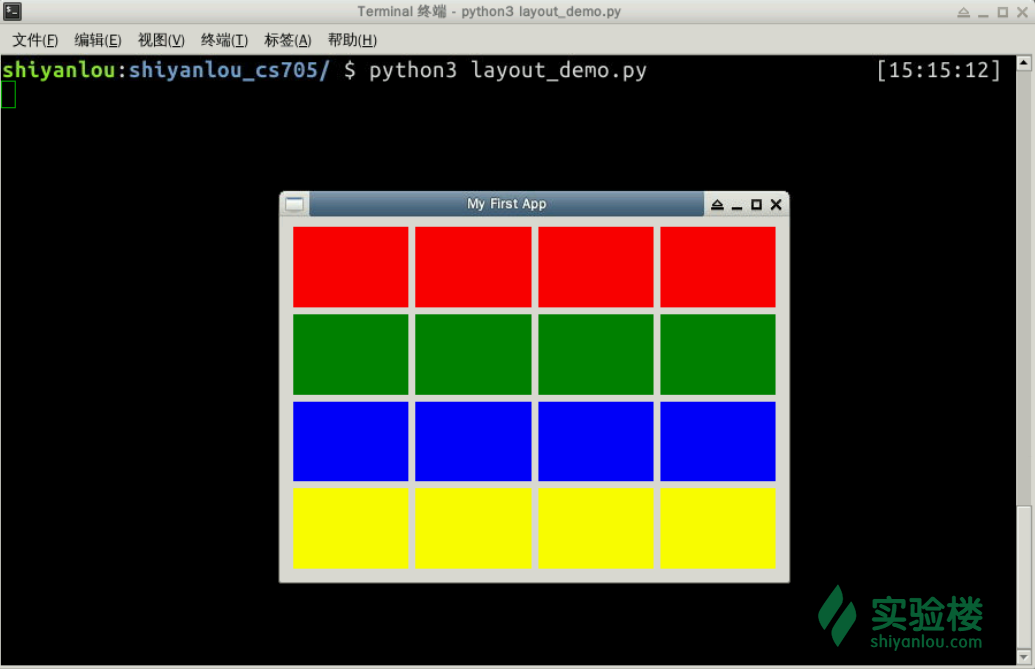 Terminal 终端 - python3 layout_demo.py
文件(F) 编辑(E) 视图(V) 终端(T) 标签(A) 帮助(H)
shiyanlou:shiyanlou_cs705/ $ python3 layout_demo.py [15:15:12]
My First App
实验楼
shiyanlou.com